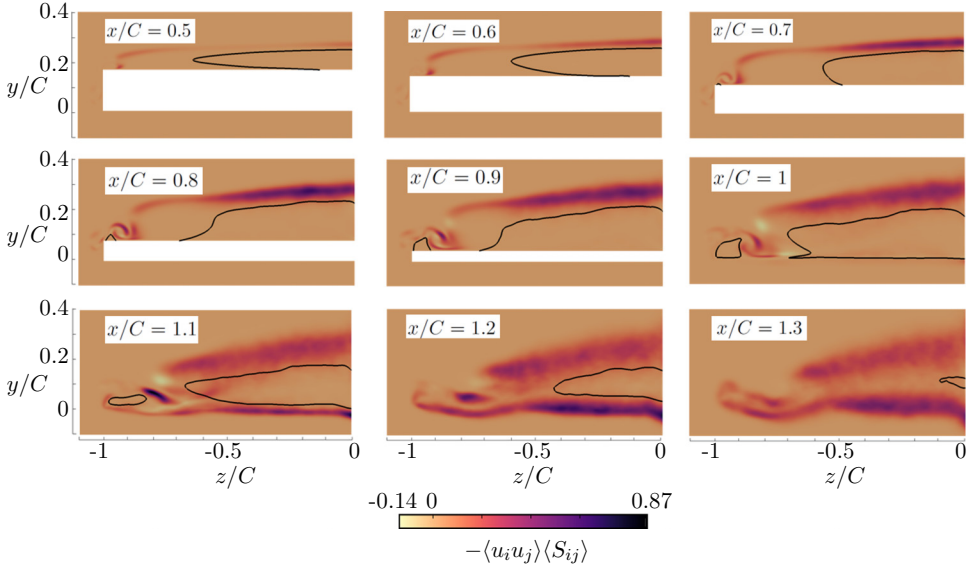 x/C = 0.5
x/C = 0.6
x/C = 0.7
0.4
0.2
0
y/C
x/C = 0.8
x/C = 0.9
x/C = 1
0.4
0.2
0
y/C
x/C = 1.1
x/C = 1.2
x/C = 1.3
0.4
0.2
0
y/C
-1 -0.5 0
-1 -0.5 0
-1 -0.5 0
z/C
z/C
z/C
-0.14 0 0.87
−⟨u_i u_j⟩⟨S_ij⟩